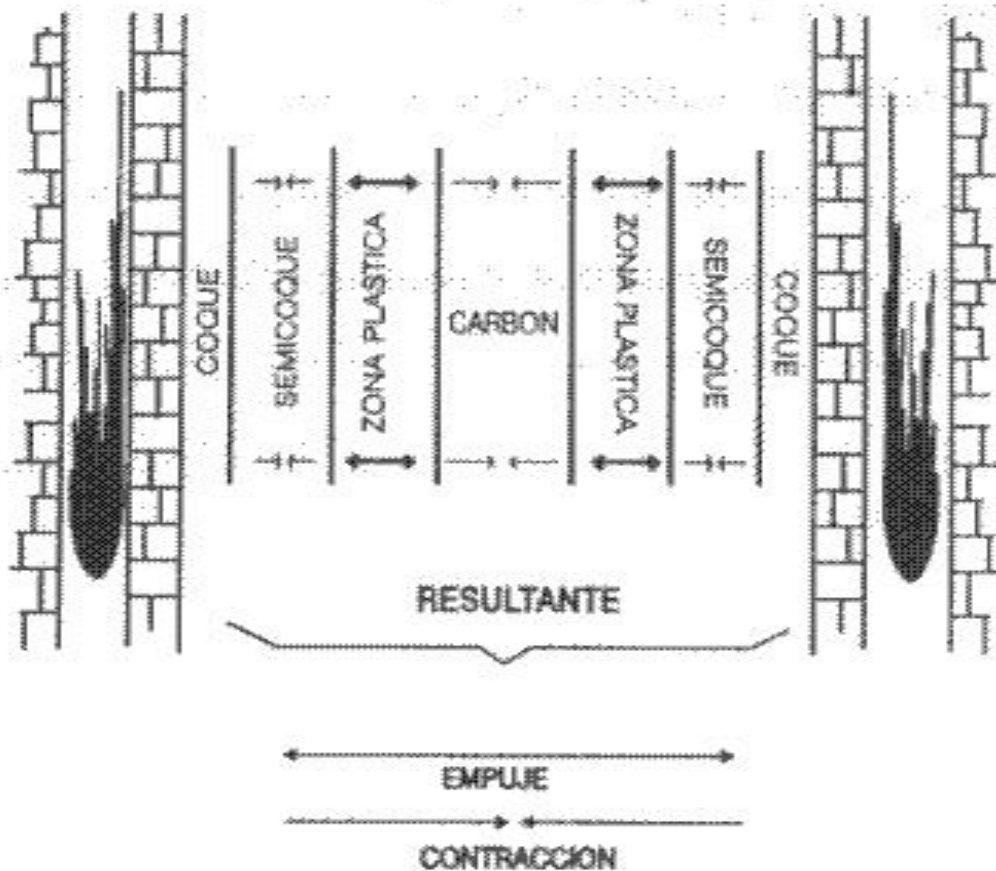 COQUE
SEMICOQUE
ZONA PLASTICA
CARBON
ZONA PLASTICA
SEMICOQUE
COQUE
RESULTANTE
EMPUJE
CONTRACCION